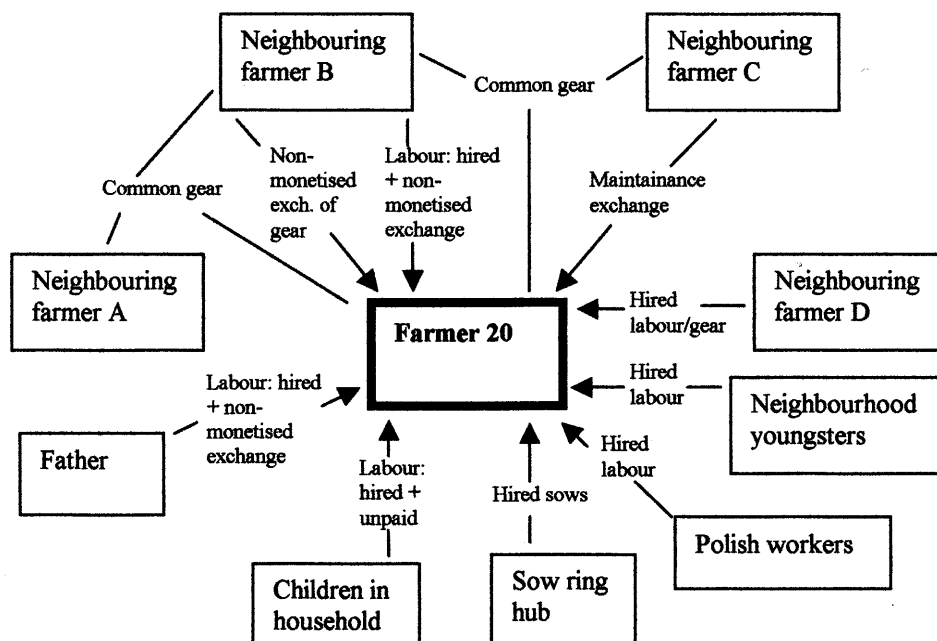 Neighbouring
farmer B
Neighbouring
farmer C
Common gear
Non-
monetised
exch. of
gear
Labour: hired
+ non-
monetised
exchange
Maintainance
exchange
Common gear
Neighbouring
farmer A
Neighbouring
farmer D
Hired
labour/gear
Farmer 20
Labour: hired
+ non-
monetised
exchange
Hired
labour
Neighbourhood
youngsters
Father
Labour:
hired +
unpaid
Hired sows
Hired
labour
Polish workers
Children in
household
Sow ring
hub